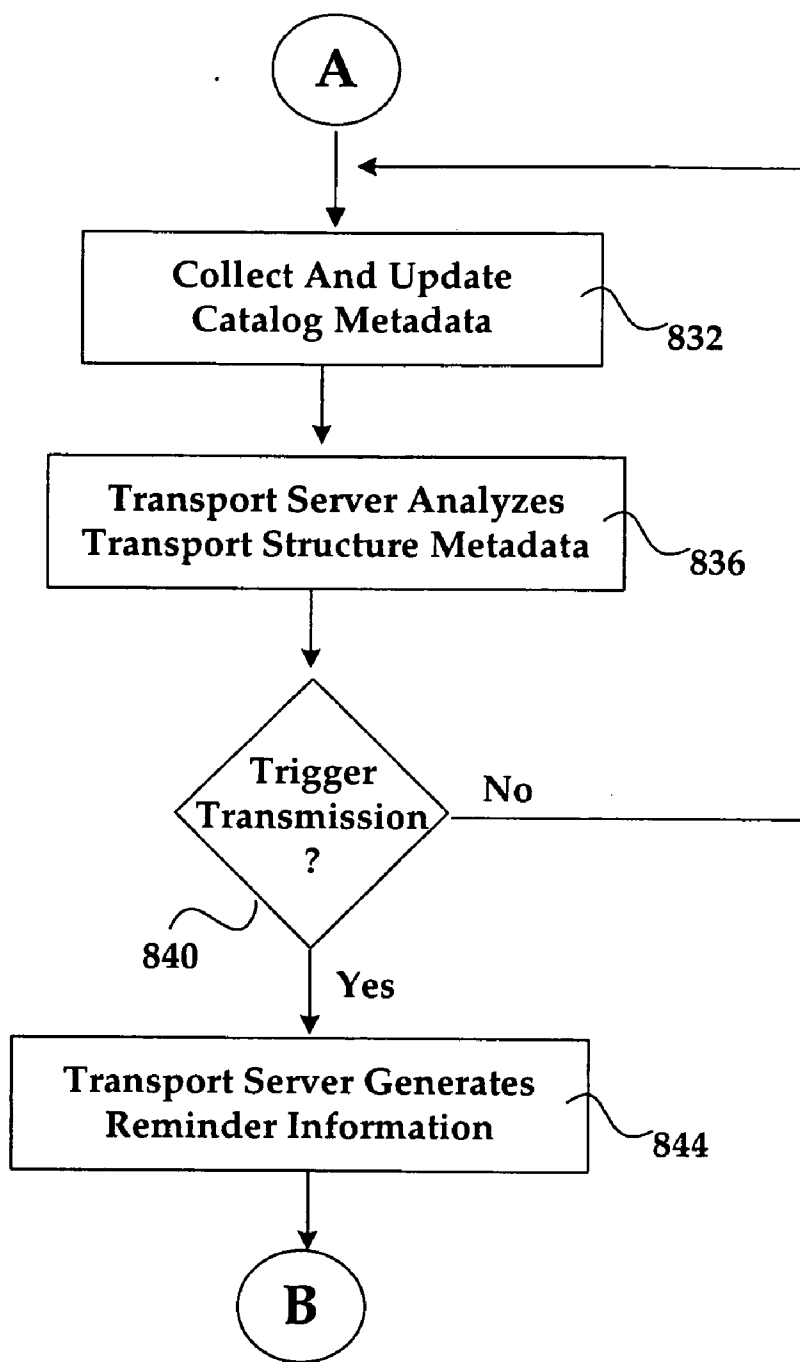 A
Collect And Update
Catalog Metadata
832
Transport Server Analyzes
Transport Structure Metadata
836
Trigger
Transmission
?
No
840
Yes
Transport Server Generates
Reminder Information
844
B